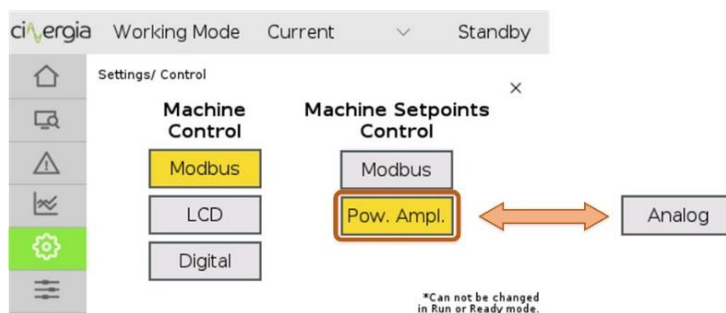 cinergia Working Mode Current Standby
Settings/ Control
Machine Control
Machine Setpoints Control
Modbus
LCD
Digital
Modbus
Pow. Ampl.
Analog
*Can not be changed
in Run or Ready mode.